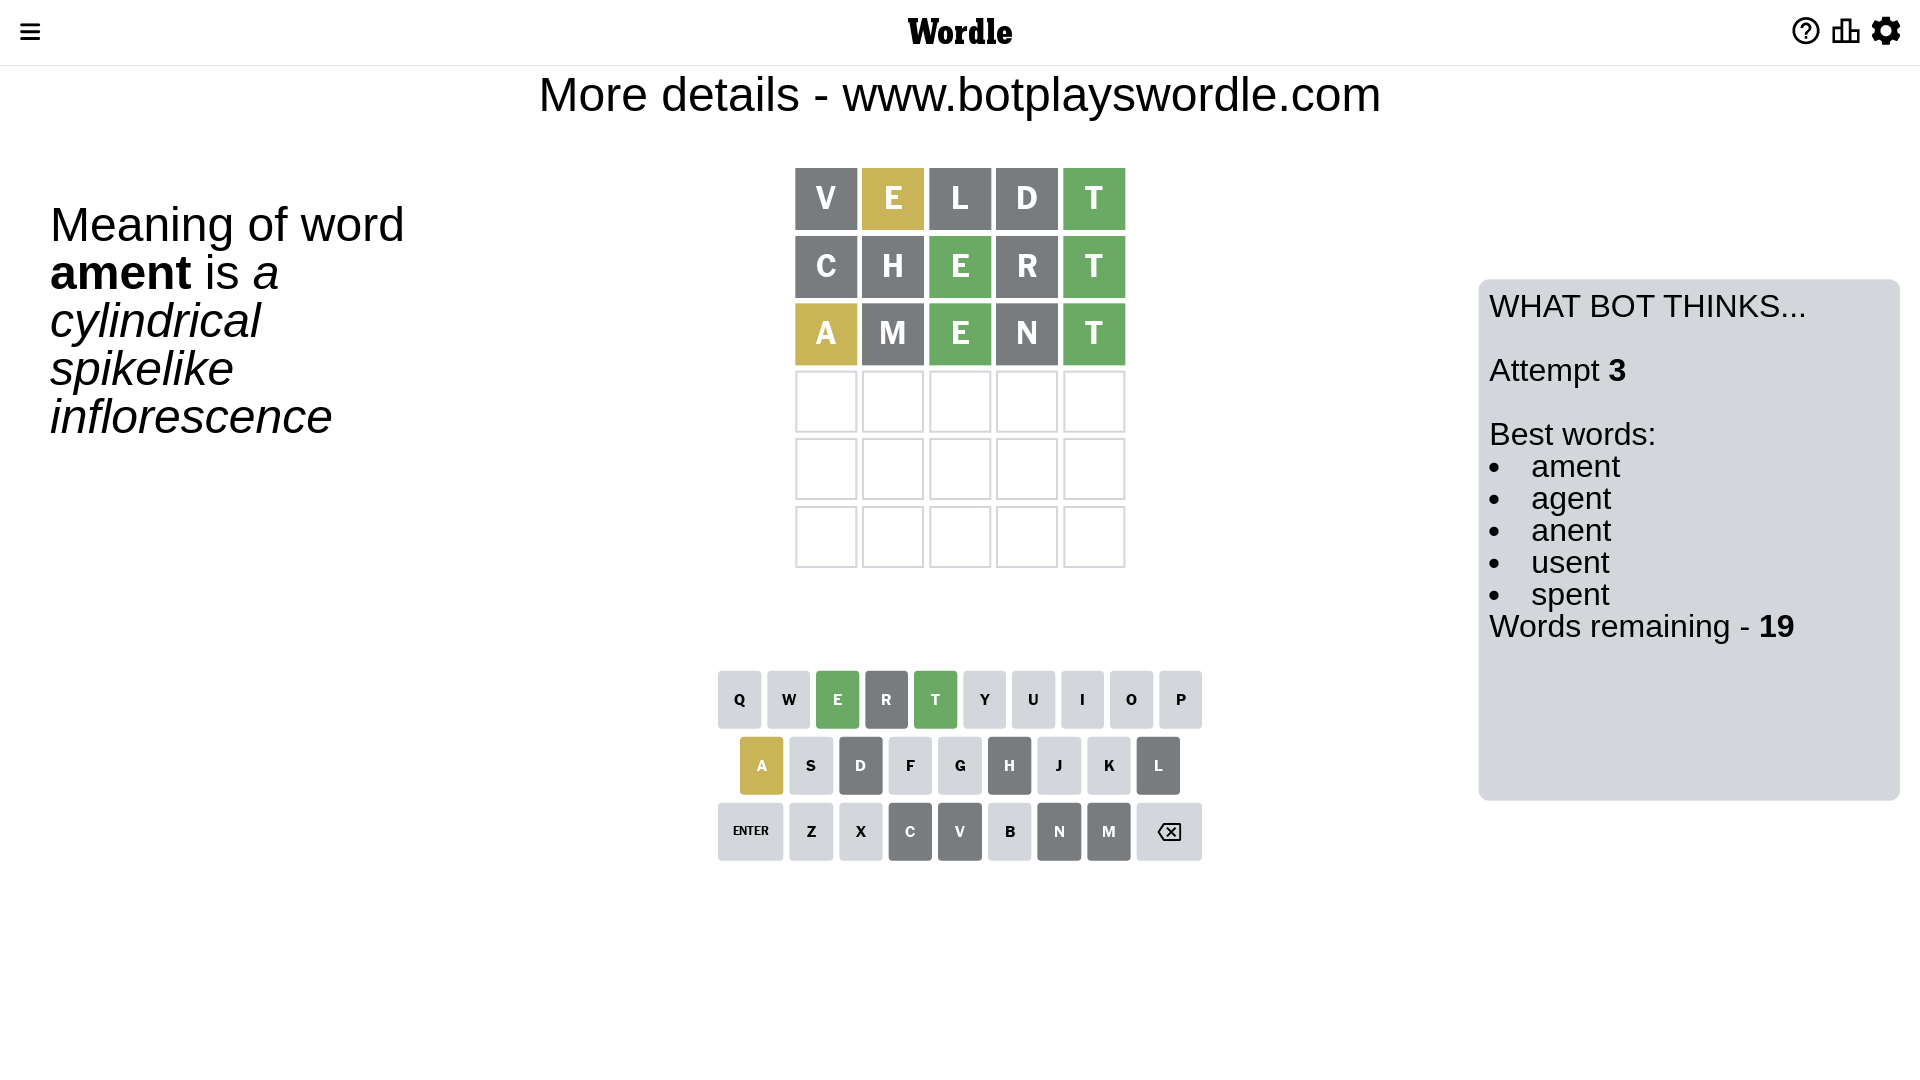 Wordle
More details - www.botplayswordle.com
Meaning of word
ament is a
cylindrical
spikelike
inflorescence
V E L D T
C H E R T
A M E N T
WHAT BOT THINKS...
Attempt 3
Best words:
• ament
• agent
• anent
• usent
• spent
Words remaining - 19
Q W E R T Y U I O P
A S D F G H J K L
ENTER Z X C V B N M